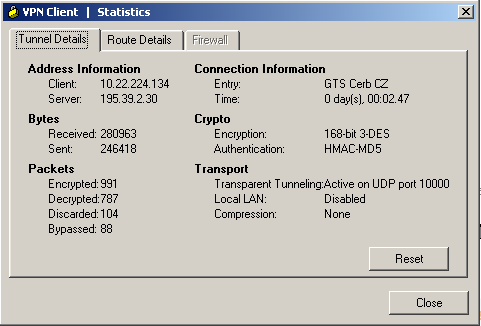 VPN Client | Statistics
Tunnel Details Route Details Firewall
Address Information
Client: 10.22.224.134
Server: 195.39.2.30
Connection Information
Entry: GTS Cerb CZ
Time: 0 day(s), 00:02.47
Bytes
Received: 280963
Sent: 246418
Crypto
Encryption: 168-bit 3-DES
Authentication: HMAC-MD5
Packets
Encrypted: 991
Decrypted: 787
Discarded: 104
Bypassed: 88
Transport
Transparent Tunneling: Active on UDP port 10000
Local LAN: Disabled
Compression: None
Reset
Close